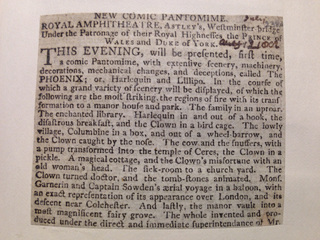 NEW COMIC PANTOMIME.
ROYAL AMPHITHEATRE, ASTLEY's, Westminster-bridge
Under the Patronage of their Royal Highnesses, the PRINCE of
WALES and DUKE of YORK.
THIS EVENING, will be presented, first time,
a comic Pantomime, with extensive scenery, machinery,
decorations, mechanical changes, and deceptions, called The
PHOENIX; or, Harlequin and Lillipo. In the course of
which a grand variety of scenery will be displayed, of which the
following are the most striking, the regions of fire with its transf-
formation to a manor house and park. The family in an uproar.
The enchanted library. Harlequin in and out of a book, the
disastrous breakfast, and the Clown in a bird cage. The lowly
village, Columbine in a box, and out of a wheel-barrow, and
the Clown caught by the nose. The cow and the snuffers, with
a pump transformed into the temple of Ceres, the Clown in a
pickle. A magical cottage, and the Clown's misfortune with an
old woman's head. The sick-room to a church yard. The
Clown turned doctor, and the tomb-stones animated. Monf.
Garnerin and Captain Sowden's aerial voyage in a baloon, with
an exact representation of its appearance over London, and its
descent near Colchester. And lastly, the manor vault into a
most magnificent fairy grove. The whole invented and pro-
duced under the direct and immediate superintendence of Mr.